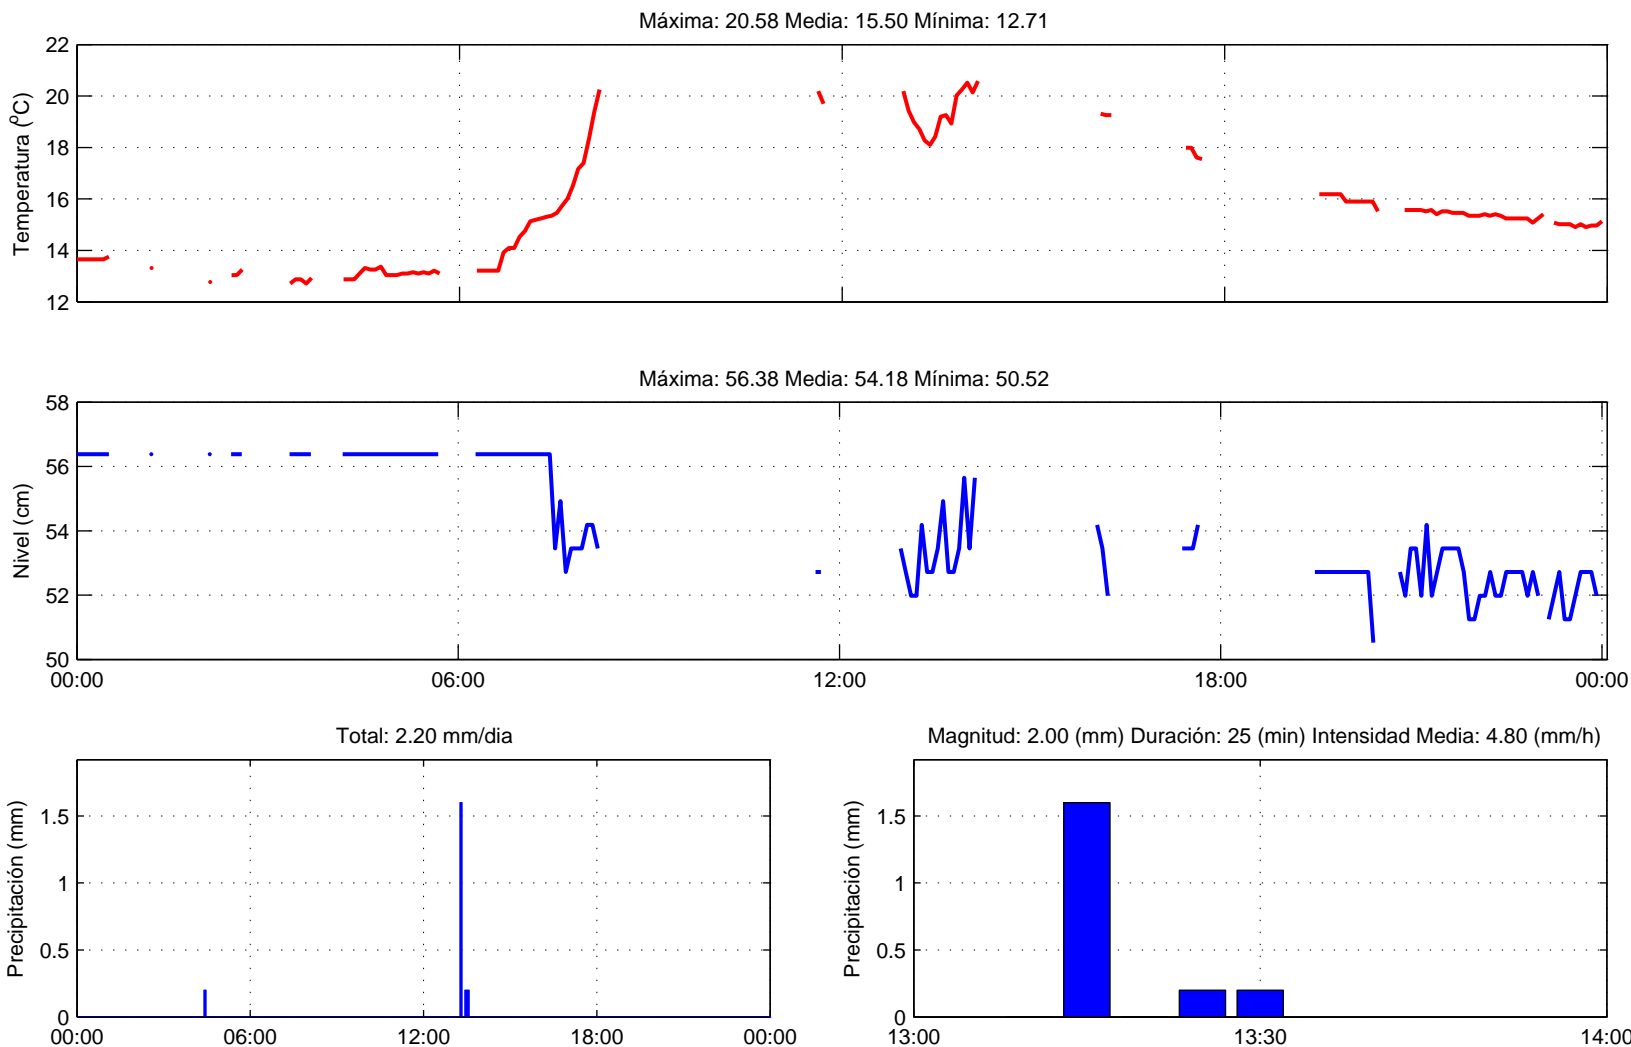 Máxima: 20.58 Media: 15.50 Mínima: 12.71
Temperatura (ºC)
22
20
18
16
14
12
Máxima: 56.38 Media: 54.18 Mínima: 50.52
Nivel (cm)
58
56
54
52
50
00:00 06:00 12:00 18:00 00:00
Total: 2.20 mm/dia
Precipitación (mm)
1.5
1
0.5
0
00:00 06:00 12:00 18:00 00:00
Magnitud: 2.00 (mm) Duración: 25 (min) Intensidad Media: 4.80 (mm/h)
Precipitación (mm)
1.5
1
0.5
0
13:00 13:30 14:00